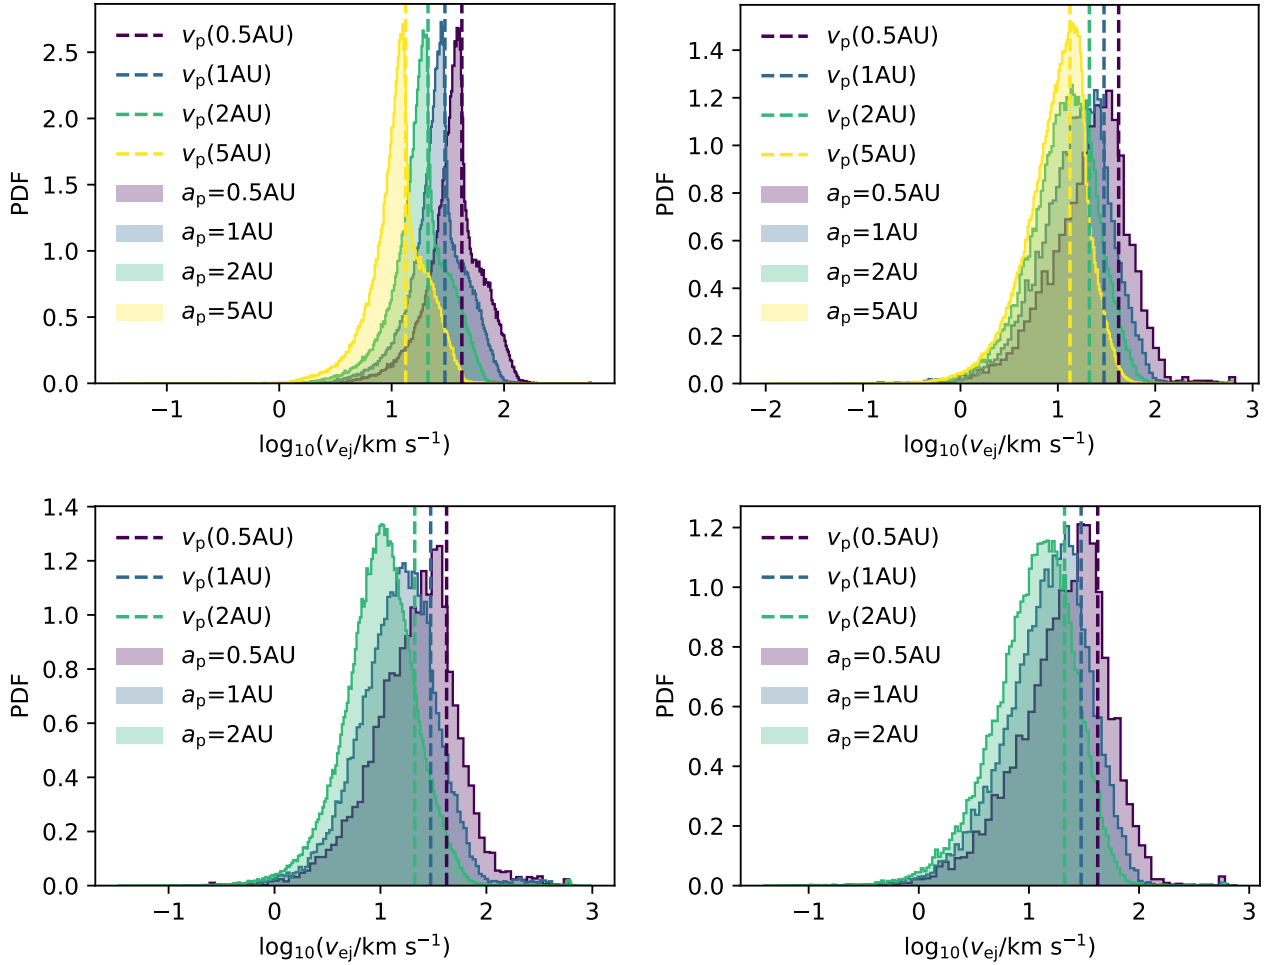 PDF
2.5
2.0
1.5
1.0
0.5
0.0
v_p(0.5AU)
v_p(1AU)
v_p(2AU)
v_p(5AU)
a_p=0.5AU
a_p=1AU
a_p=2AU
a_p=5AU
−1 0 1 2
log₁₀(v_ej/km s⁻¹)
PDF
1.4
1.2
1.0
0.8
0.6
0.4
0.2
0.0
v_p(0.5AU)
v_p(1AU)
v_p(2AU)
v_p(5AU)
a_p=0.5AU
a_p=1AU
a_p=2AU
a_p=5AU
−2 −1 0 1 2 3
log₁₀(v_ej/km s⁻¹)
PDF
1.4
1.2
1.0
0.8
0.6
0.4
0.2
0.0
v_p(0.5AU)
v_p(1AU)
v_p(2AU)
a_p=0.5AU
a_p=1AU
a_p=2AU
−1 0 1 2 3
log₁₀(v_ej/km s⁻¹)
PDF
1.2
1.0
0.8
0.6
0.4
0.2
0.0
v_p(0.5AU)
v_p(1AU)
v_p(2AU)
a_p=0.5AU
a_p=1AU
a_p=2AU
−1 0 1 2 3
log₁₀(v_ej/km s⁻¹)